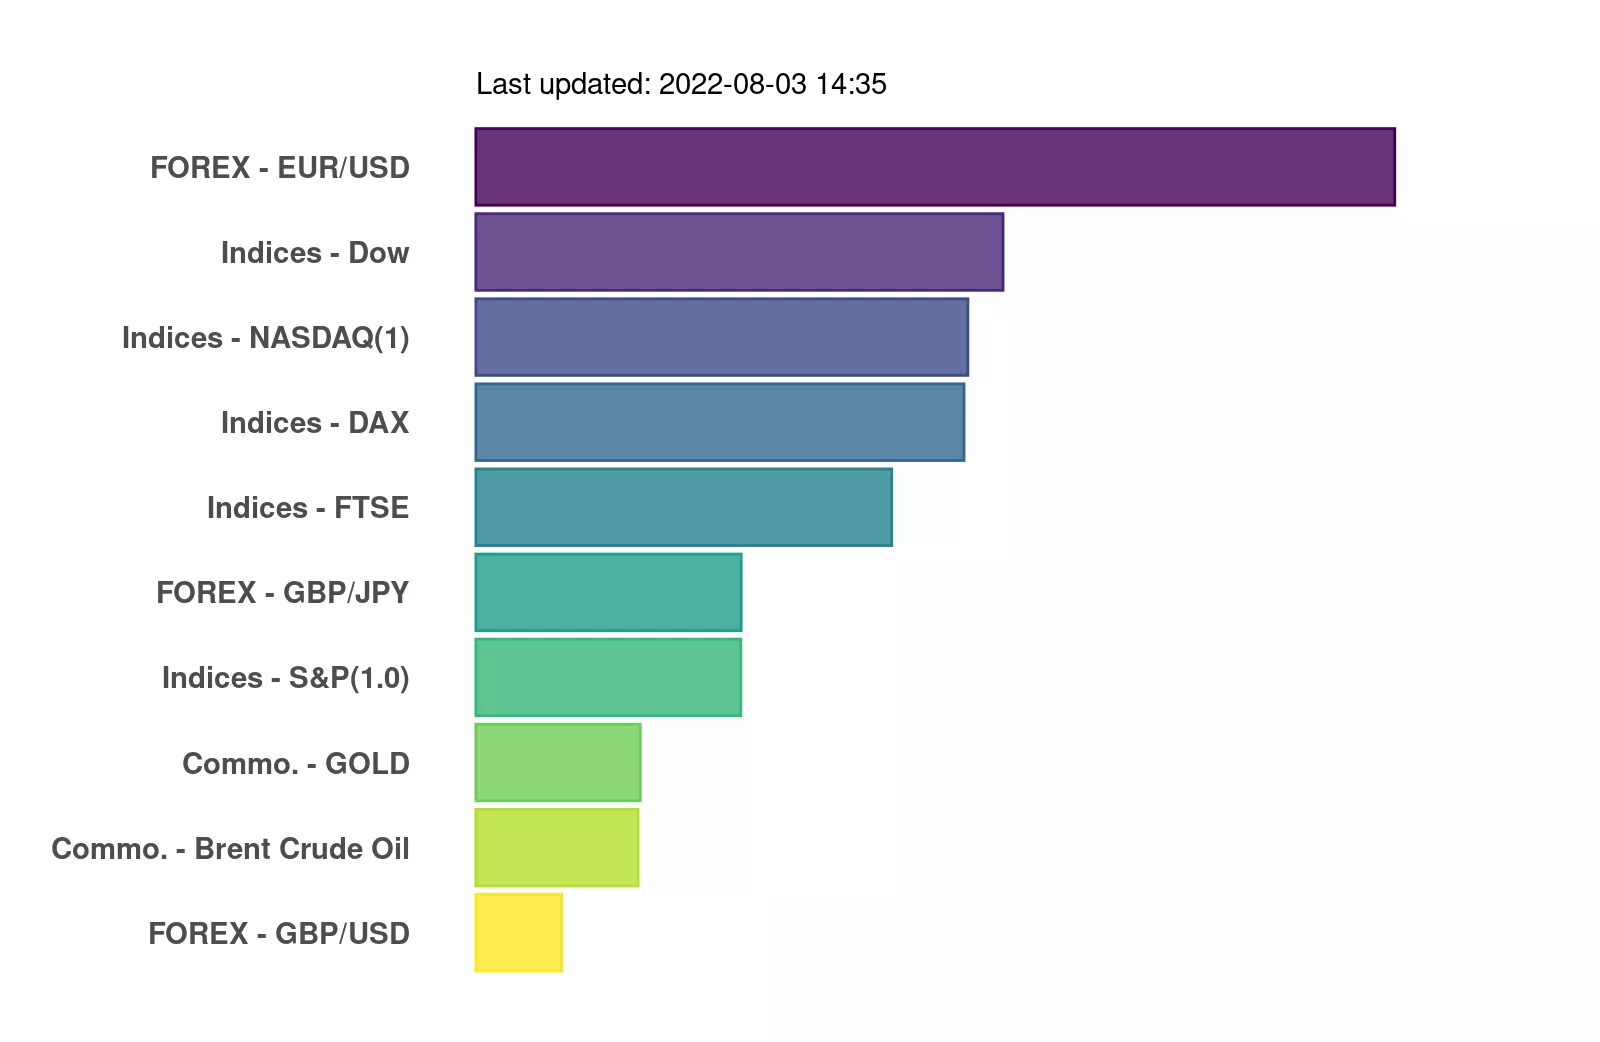 Last updated: 2022-08-03 14:35
FOREX - EUR/USD
Indices - Dow
Indices - NASDAQ(1)
Indices - DAX
Indices - FTSE
FOREX - GBP/JPY
Indices - S&P(1.0)
Commo. - GOLD
Commo. - Brent Crude Oil
FOREX - GBP/USD